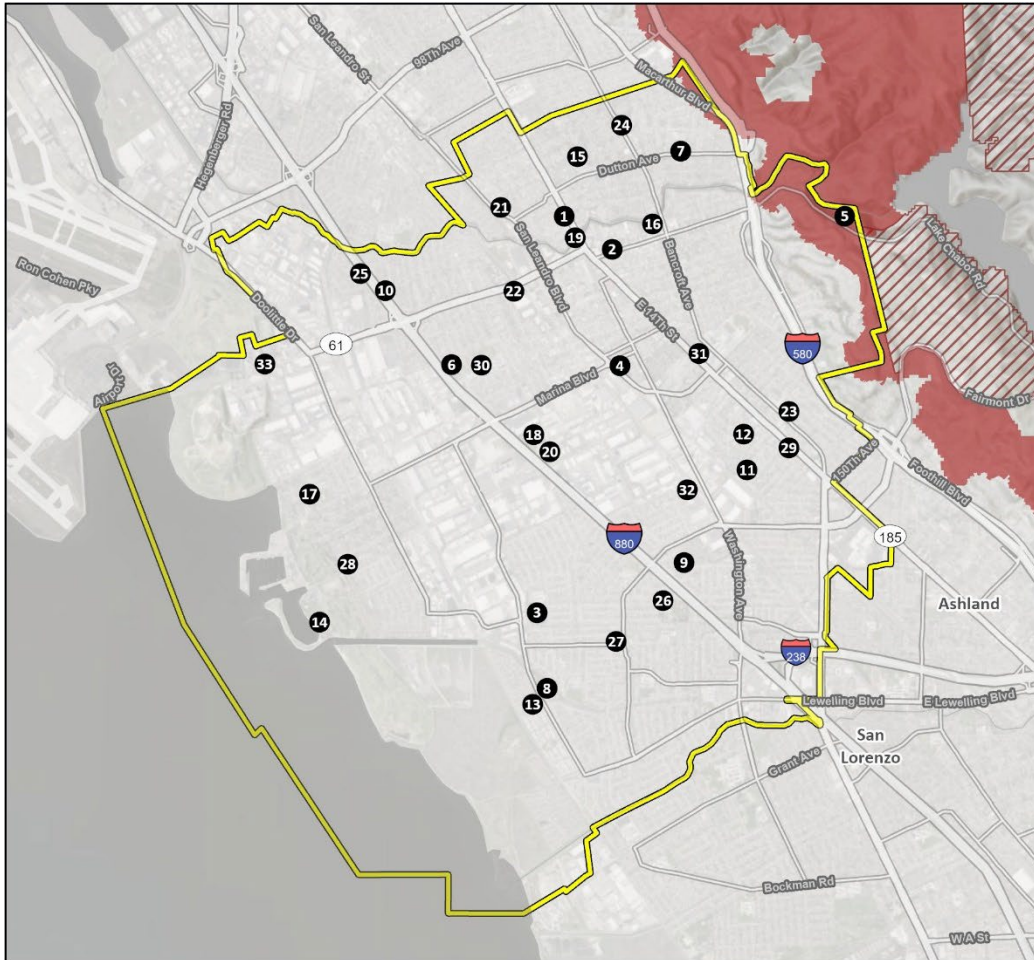 San Leandro St
98Th Ave
Hegenberger Rd
Macarthur Blvd
24
15
7
Dutton Ave
21
1
5
16
19
2
Lake Chabot Rd
Ron Cohen Pky
San Leandro Blvd
Bancroft Ave
25
10
22
Doolittle Dr
E 14Th St
61
580
31
33
6
30
4
Airport Dr
Marina Blvd
Fairmont Dr
23
18
12
29
20
11
150Th Ave
Foothill Blvd
17
32
880
185
Washington Ave
28
9
26
Ashland
3
14
27
238
8
13
Lewelling Blvd
E Lewelling Blvd
San
Lorenzo
Grant Ave
Bockman Rd
W A St